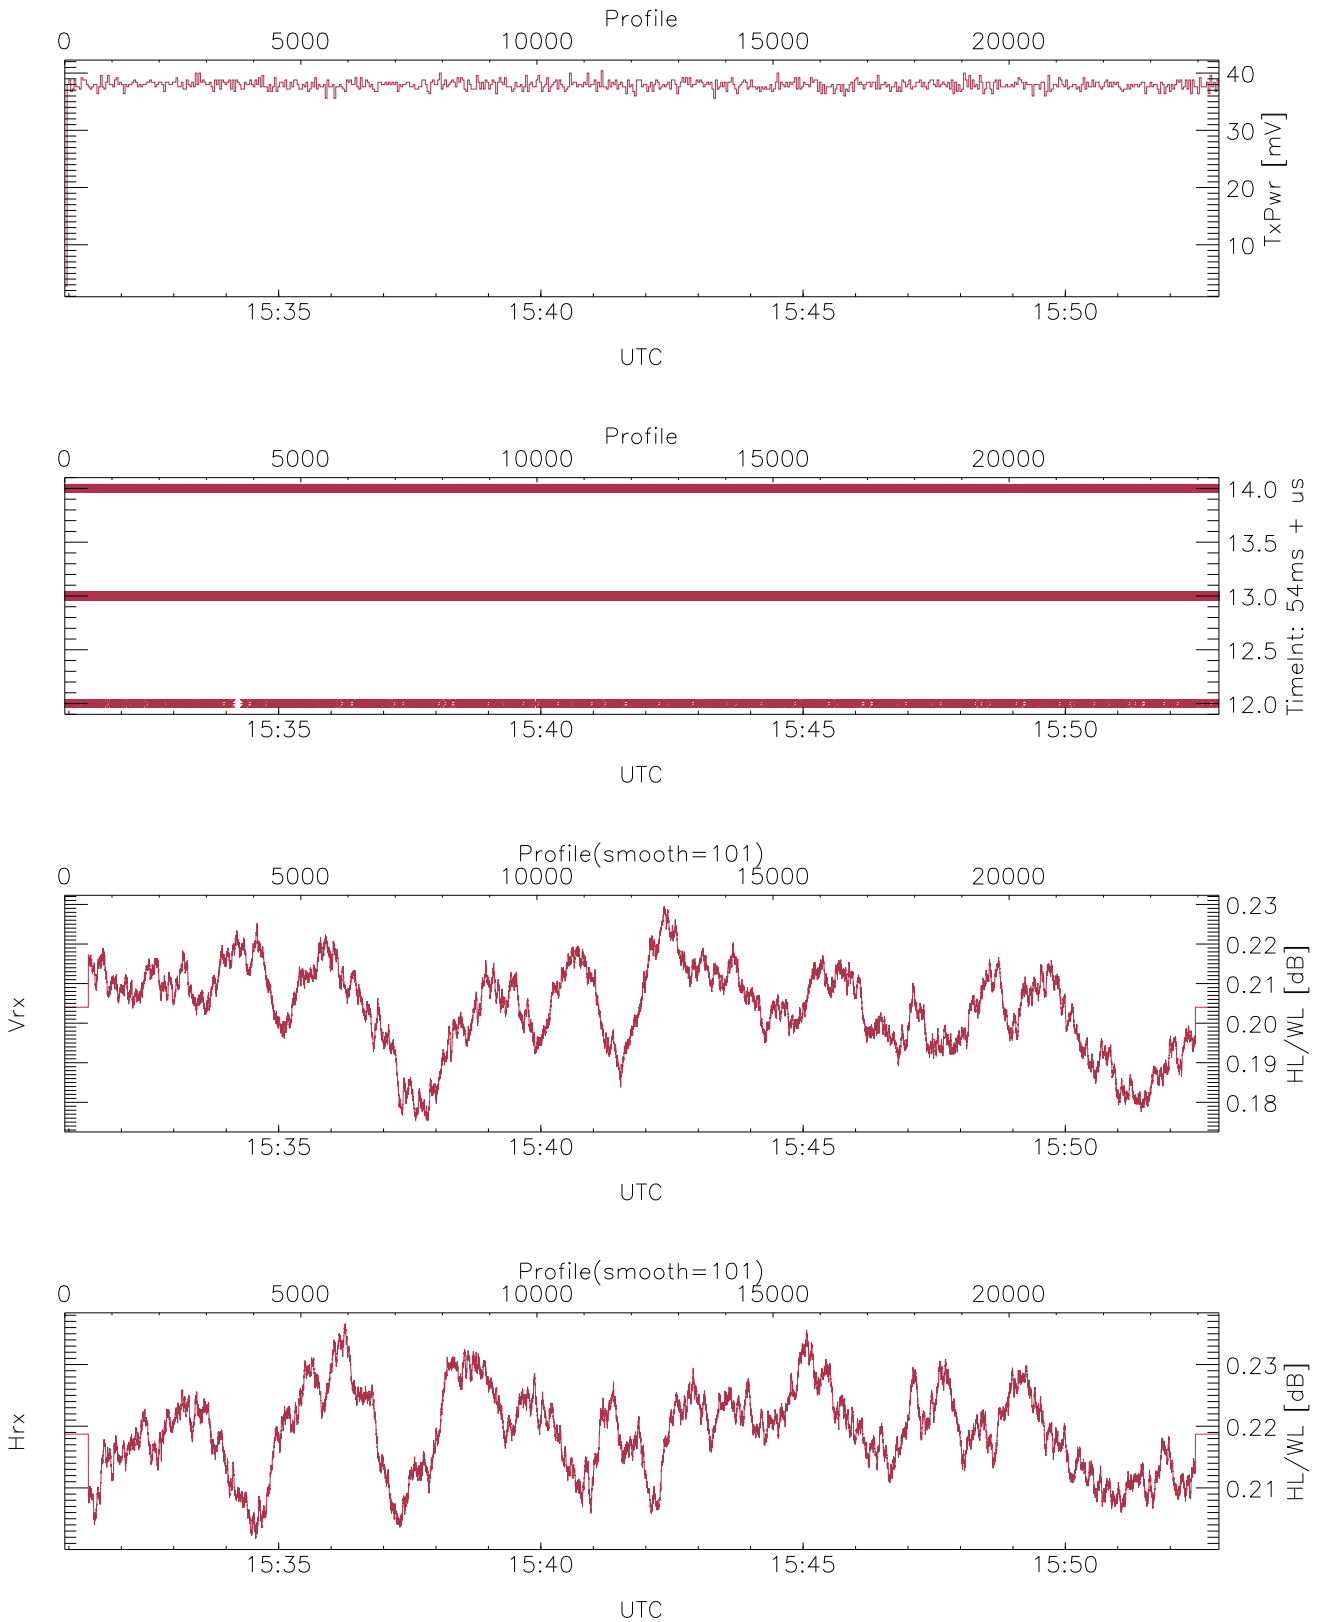 Profile
0 5000 10000 15000 20000
40
30
20
10
TxPwr [mV]
15:35 15:40 15:45 15:50
UTC
Profile
0 5000 10000 15000 20000
14.0
13.5
13.0
12.5
12.0
TimeInt: 54ms + us
15:35 15:40 15:45 15:50
UTC
Profile(smooth=101)
0 5000 10000 15000 20000
Vrx
0.23
0.22
0.21
0.20
0.19
0.18
HL/WL [dB]
15:35 15:40 15:45 15:50
UTC
Profile(smooth=101)
0 5000 10000 15000 20000
Hrx
0.23
0.22
0.21
HL/WL [dB]
15:35 15:40 15:45 15:50
UTC